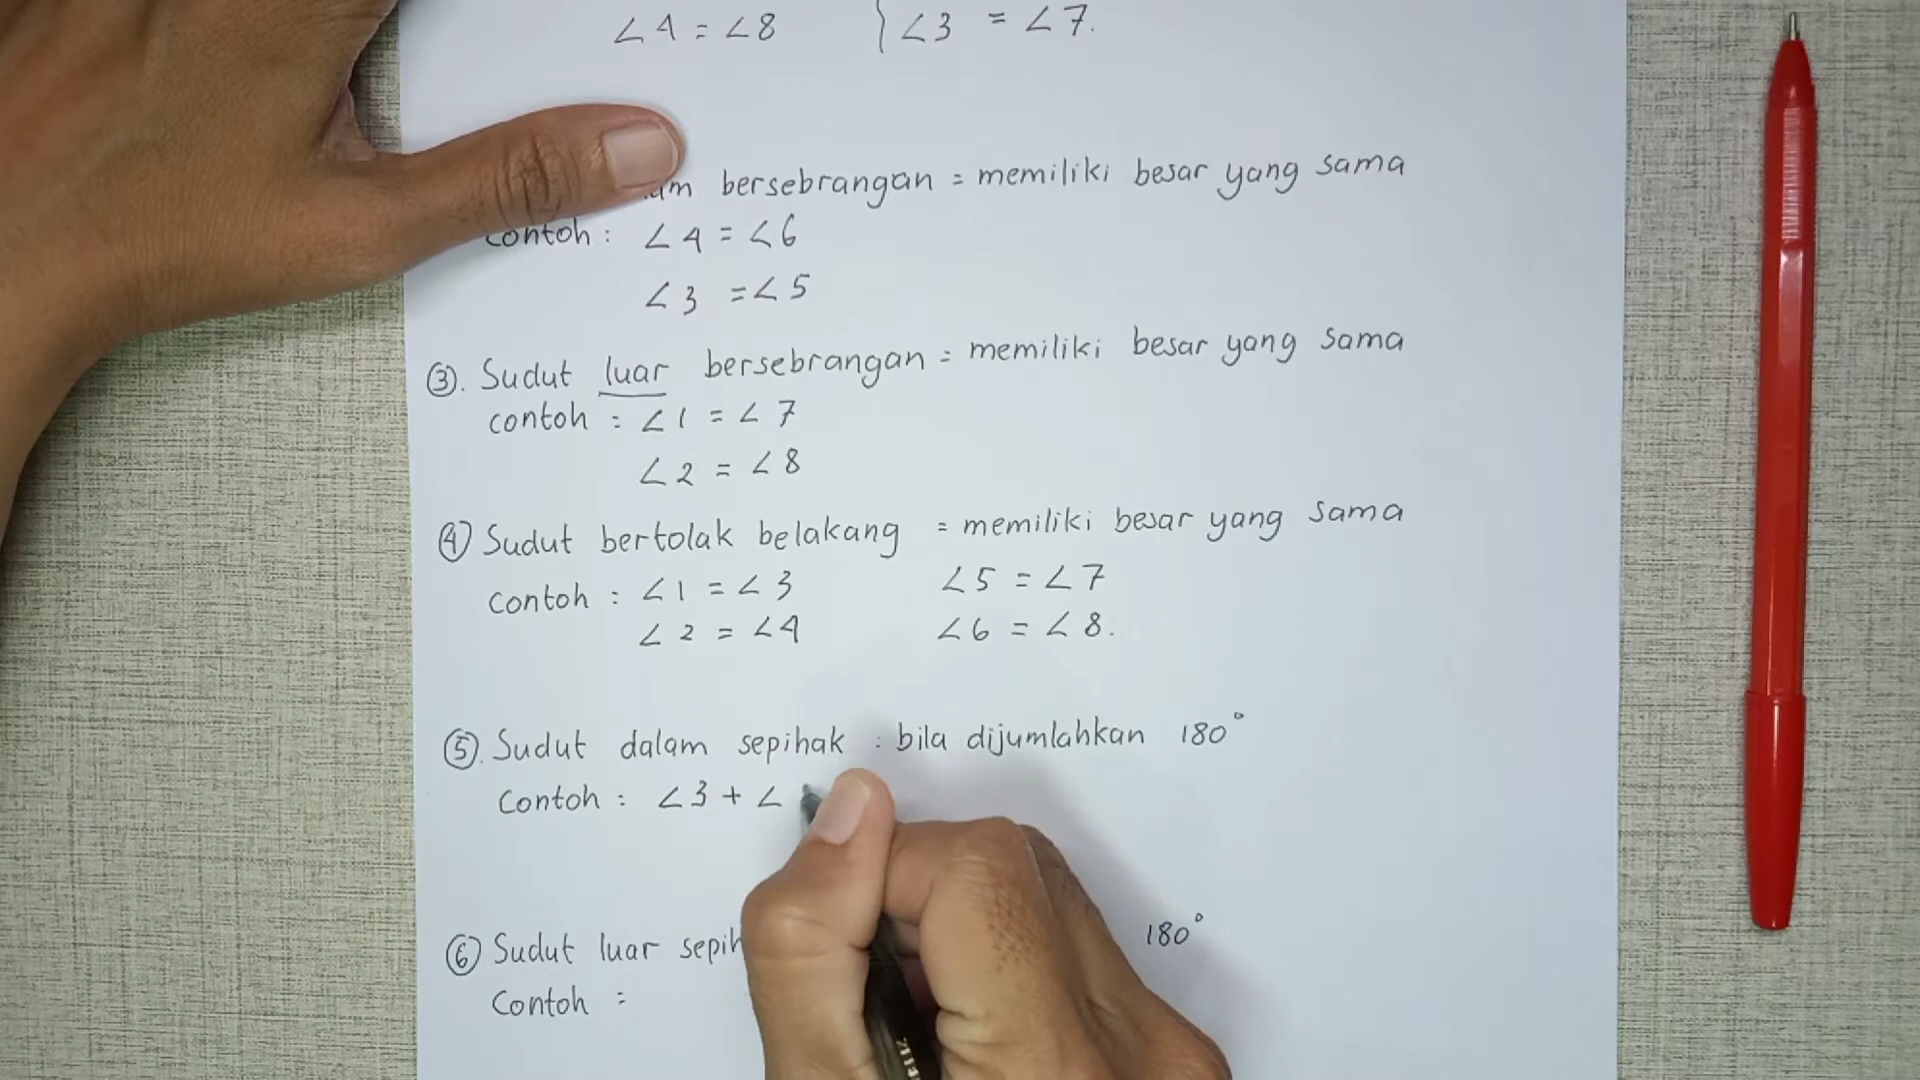 ∠4 = ∠8 ∠3 = ∠7.
bersebrangan = memiliki besar yang sama
contoh : ∠4 = ∠6
∠3 = ∠5
③. Sudut luar bersebrangan = memiliki besar yang sama
contoh : ∠1 = ∠7
∠2 = ∠8
④ Sudut bertolak belakang = memiliki besar yang sama
contoh : ∠1 = ∠3 ∠5 = ∠7
∠2 = ∠4 ∠6 = ∠8.
⑤. Sudut dalam sepihak : bila dijumlahkan 180°
Contoh : ∠3 + ∠
⑥ Sudut luar 180°
Contoh :